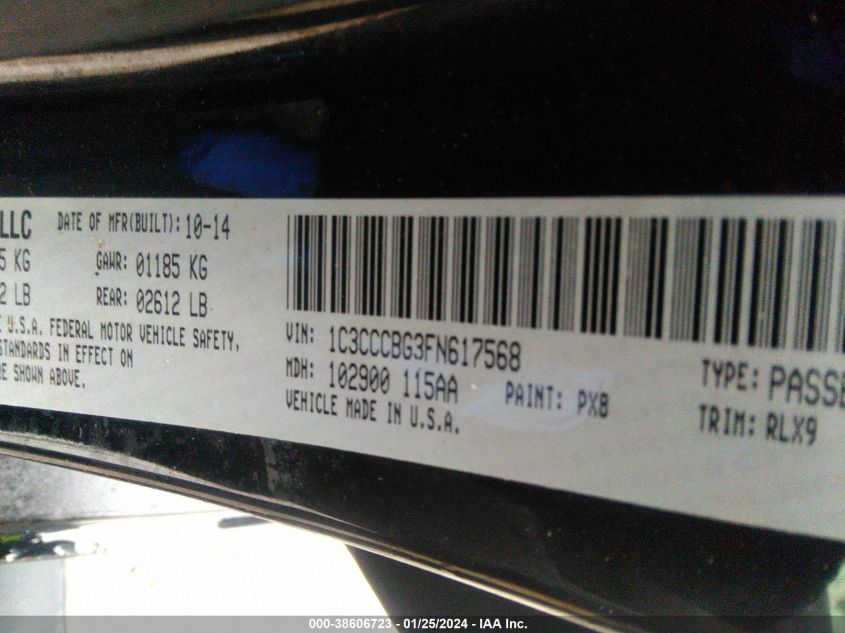 LLC DATE OF MFR(BUILT): 10-14
5 KG GAWR: 01185 KG
2 LB REAR: 02612 LB
U.S.A. FEDERAL MOTOR VEHICLE SAFETY,
STANDARDS IN EFFECT ON
SHOWN ABOVE.
VIN: 1C3CCCBG3FN617568
MDH: 102900 115AA PAINT: PX8 TYPE: PASSE
VEHICLE MADE IN U.S.A. TRIM: RLX9
000-38606723 - 01/25/2024 - IAA Inc.